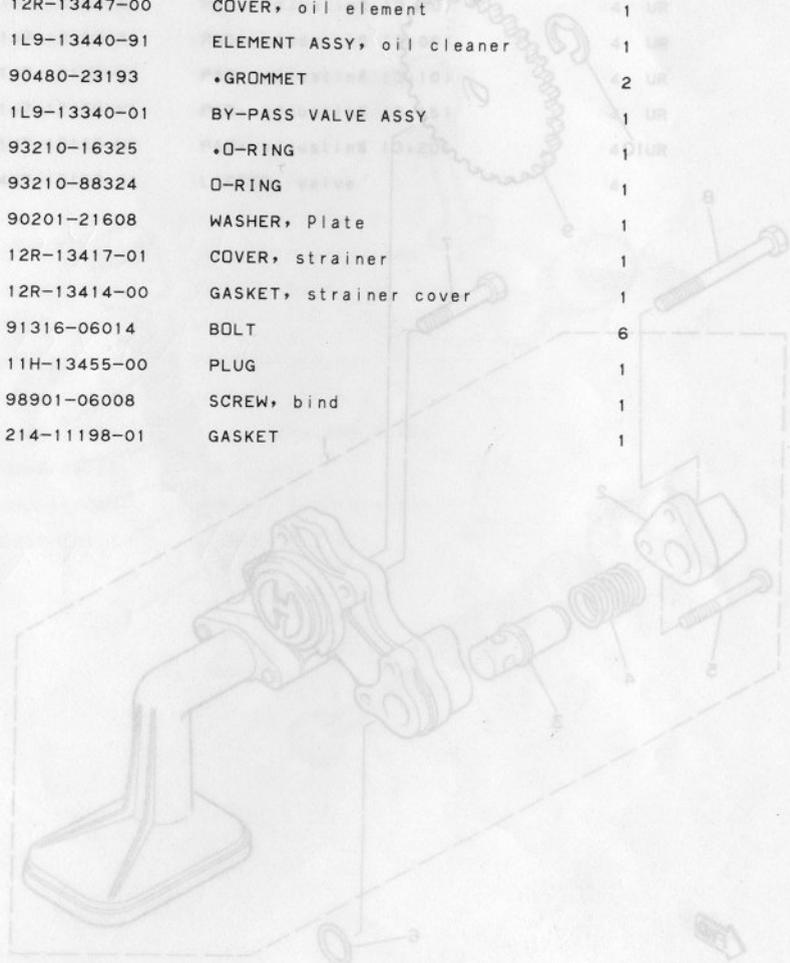 12R-13447-00 COVER, oil element 1
1L9-13440-91 ELEMENT ASSY, oil cleaner 1
90480-23193 .GROMMET 2
1L9-13340-01 BY-PASS VALVE ASSY 1
93210-16325 .O-RING 1
93210-88324 O-RING 1
90201-21608 WASHER, Plate 1
12R-13417-01 COVER, strainer 1
12R-13414-00 GASKET, strainer cover 1
91316-06014 BOLT 6
11H-13455-00 PLUG 1
98901-06008 SCREW, bind 1
214-11198-01 GASKET 1